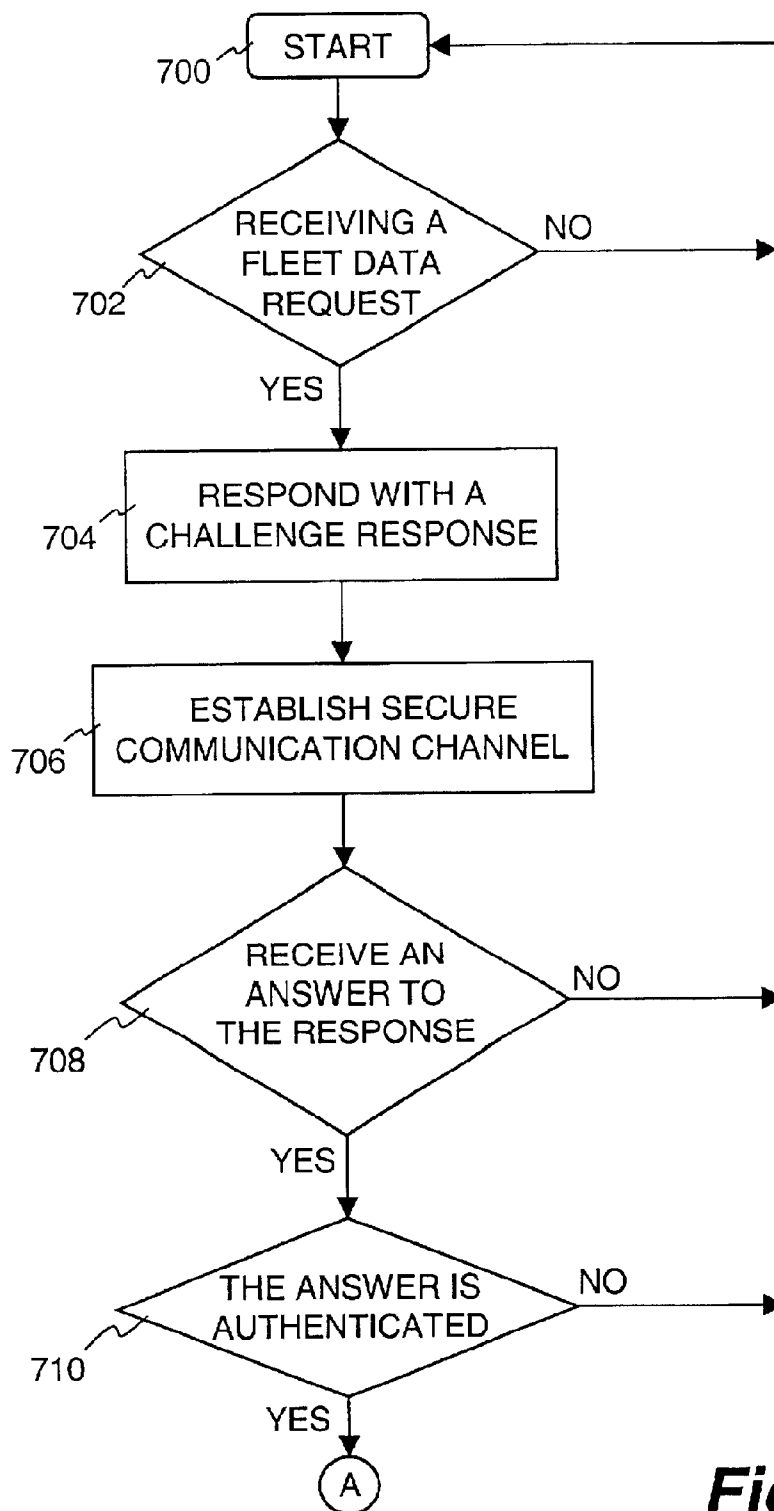 START
700
RECEIVING A
FLEET DATA
REQUEST
NO
702
YES
RESPOND WITH A
CHALLENGE RESPONSE
704
ESTABLISH SECURE
COMMUNICATION CHANNEL
706
RECEIVE AN
ANSWER TO
THE RESPONSE
NO
708
YES
THE ANSWER IS
AUTHENTICATED
NO
710
YES
A